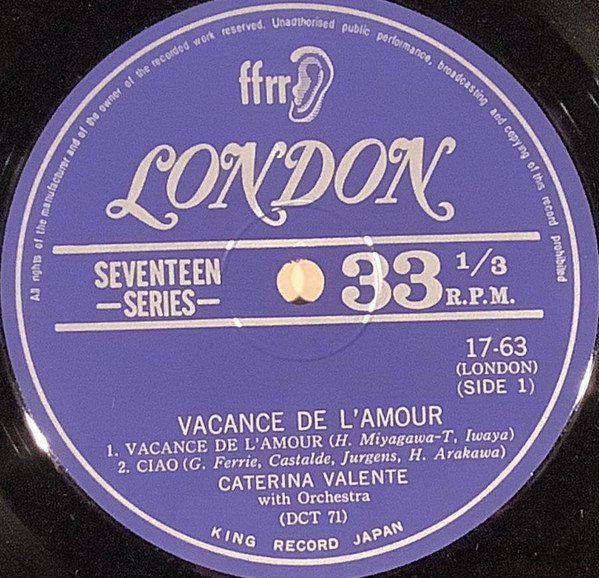 All rights of the manufacturer and of the owner of the recorded work reserved. Unauthorised public performance, broadcasting and copying of this record prohibited
ffrr
LONDON
SEVENTEEN
—SERIES—
33 1/3
R.P.M.
17-63
(LONDON)
(SIDE 1)
VACANCE DE L'AMOUR
1. VACANCE DE L'AMOUR (H. Miyagawa-T, Iwaya)
2. CIAO (G. Ferrie, Castalde, Jurgens, H. Arakawa)
CATERINA VALENTE
with Orchestra
(DCT 71)
KING RECORD JAPAN